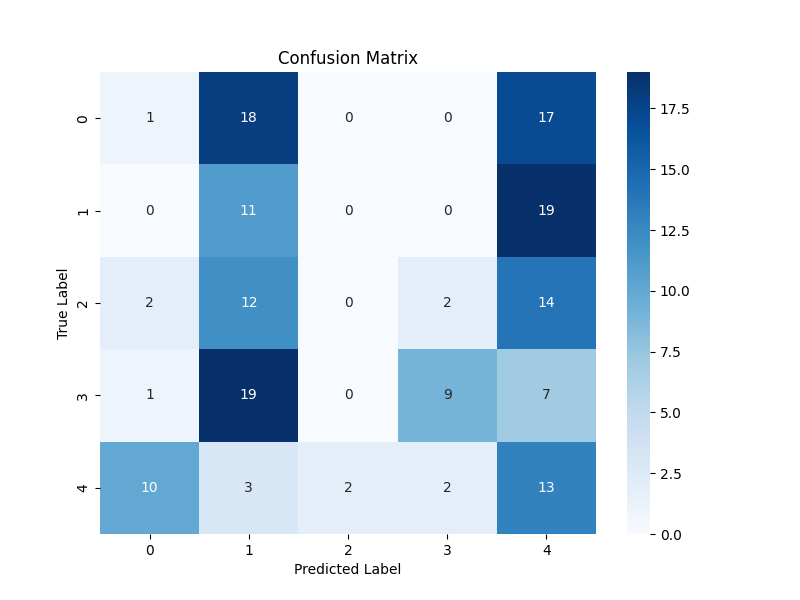 Confusion Matrix
True Label
0 1 18 0 0 17
1 0 11 0 0 19
2 2 12 0 2 14
3 1 19 0 9 7
4 10 3 2 2 13
0 1 2 3 4
Predicted Label
17.5
15.0
12.5
10.0
7.5
5.0
2.5
0.0